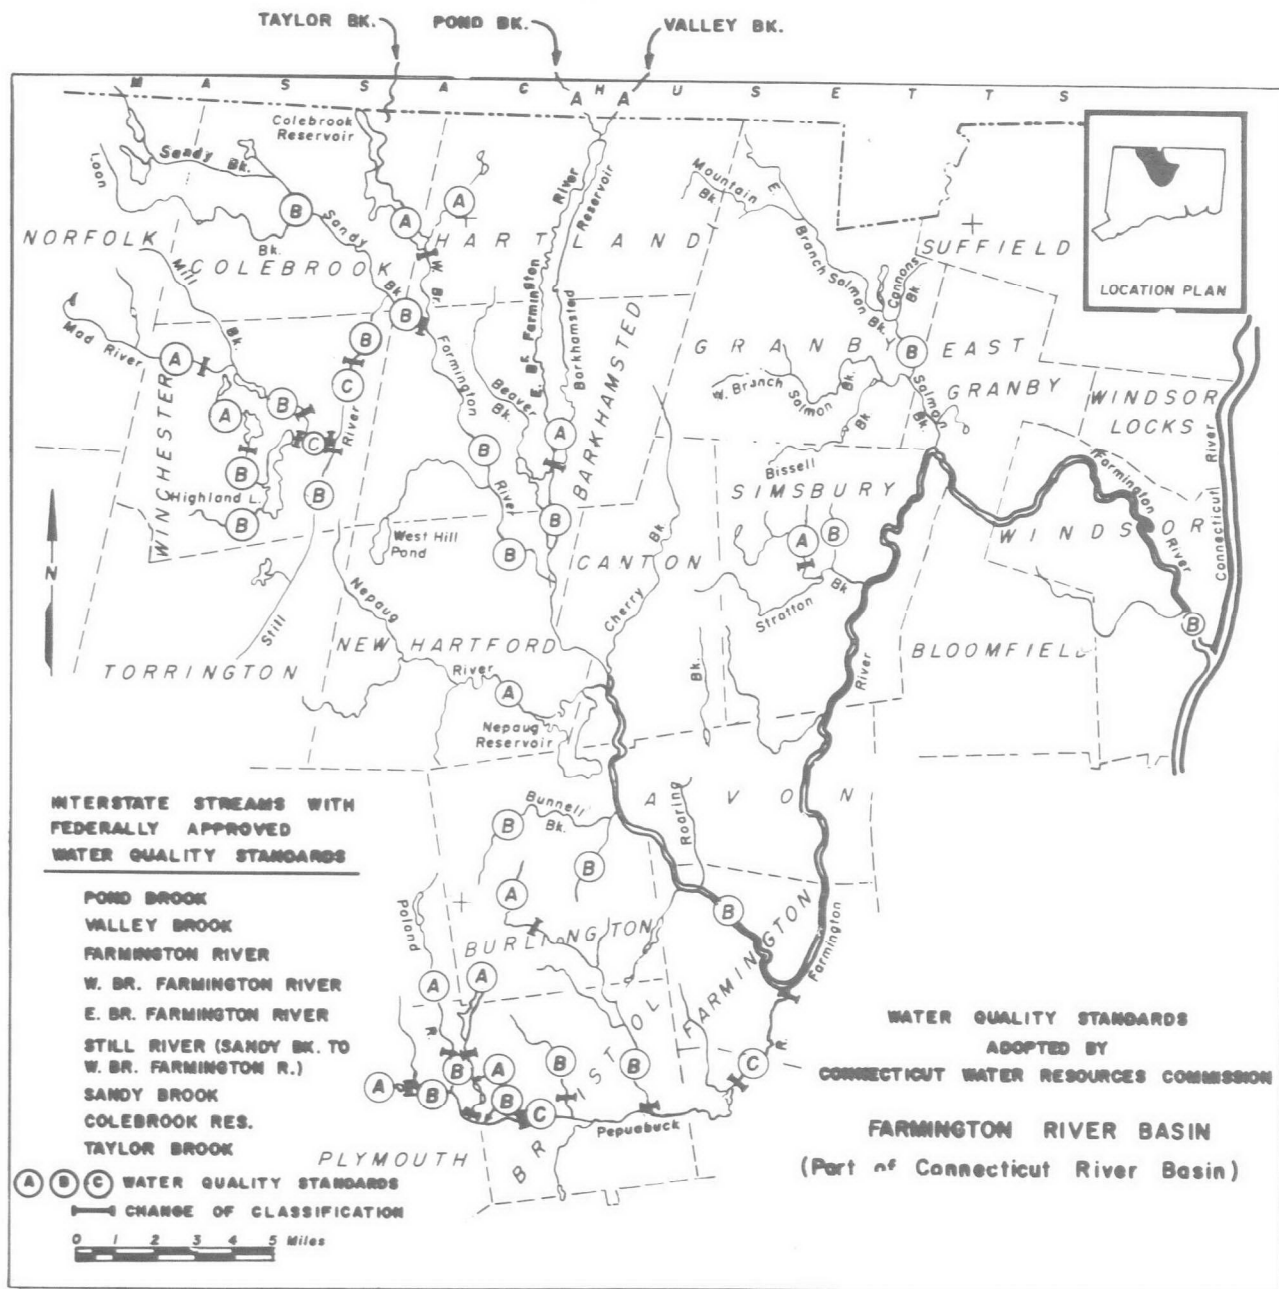 TAYLOR BK.
POND BK.
VALLEY BK.
MASSACHUSETTS
A
A
Colebrook
Reservoir
Sandy Bk.
Loon
Bk.
B
Sandy
Bk.
A
A
HARTLAND
W. Br.
Farmington
River
E. Br. Farmington
River
Barkhamsted
Reservoir
Mountain
Bk.
E.
Branch Salmon
Bk.
Cannons
Bk.
SUFFIELD
LOCATION PLAN
NORFOLK
COLEBROOK
Mill
Bk.
Mad River
A
B
B
C
River
WINCHESTER
A
B
C
B
B
Highland L.
B
Beaver
Bk.
B
A
B
B
BARKHAMSTED
GRANBY
B
EAST
GRANBY
W. Branch
Salmon
Bk.
Salmon
Bk.
Bissell
Bk
WINDSOR
LOCKS
SIMSBURY
A
B
Stratton
Bk
Farmington
River
WINDSOR
Connecticut
River
B
N
West Hill
Pond
CANTON
Cherry
Bk
Nepaug
River
Still
NEW HARTFORD
TORRINGTON
A
Nepaug
Reservoir
Bk.
River
BLOOMFIELD
INTERSTATE STREAMS WITH
FEDERALLY APPROVED
WATER QUALITY STANDARDS
POND BROOK
VALLEY BROOK
FARMINGTON RIVER
W. BR. FARMINGTON RIVER
E. BR. FARMINGTON RIVER
STILL RIVER (SANDY BK. TO
W. BR. FARMINGTON R.)
SANDY BROOK
COLEBROOK RES.
TAYLOR BROOK
A B C WATER QUALITY STANDARDS
CHANGE OF CLASSIFICATION
0 1 2 3 4 5 Miles
Bunnell
Bk.
B
B
A
AVON
Roaring
B
Poland
R.
BURLINGTON
A
A
FARMINGTON
Farmington
BRISTOL
A
B
B
A
B
C
B
B
C
R.
Pequabuck
PLYMOUTH
WATER QUALITY STANDARDS
ADOPTED BY
CONNECTICUT WATER RESOURCES COMMISSION
FARMINGTON RIVER BASIN
(Part of Connecticut River Basin)